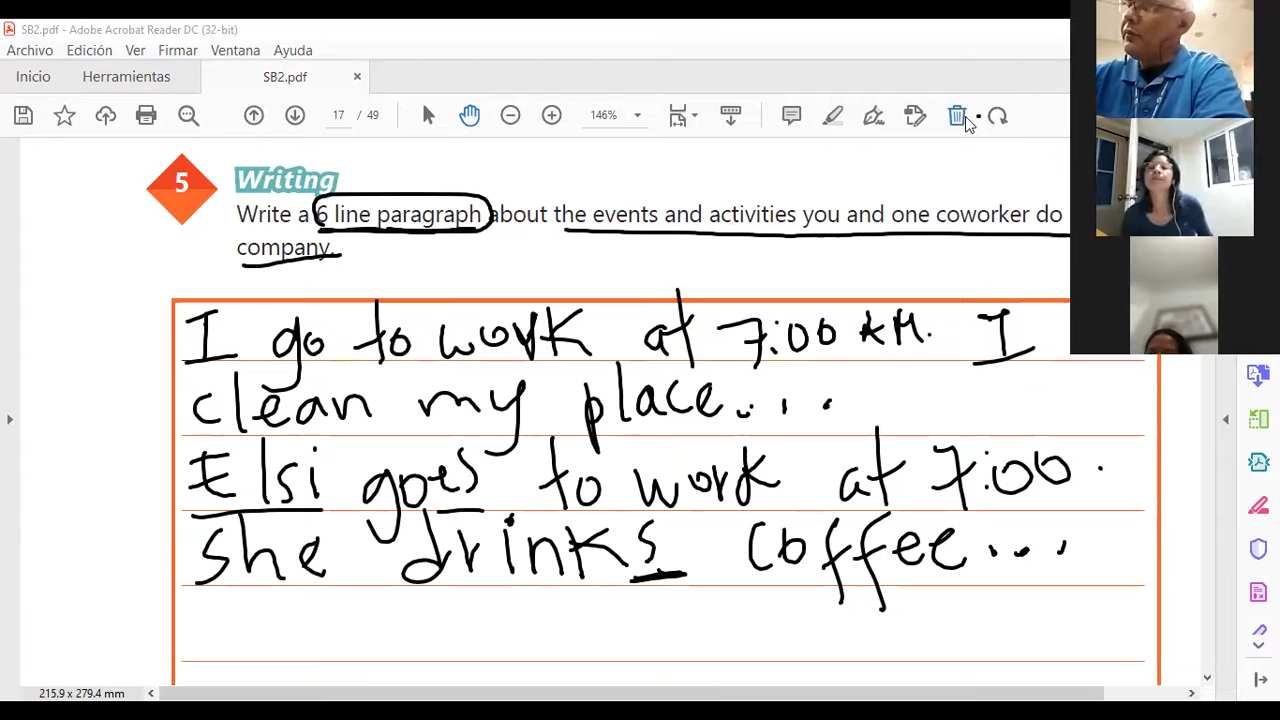 SB2.pdf - Adobe Acrobat Reader DC (32-bit)
Archivo Edición Ver Firmar Ventana Ayuda
Inicio Herramientas SB2.pdf ×
17 / 49 146%
5 Writing
Write a 6 line paragraph about the events and activities you and one coworker do
company.
I go to work at 7:00 AM. I
clean my place...
Elsi goes to work at 7:00.
she drinks coffee...
215.9 x 279.4 mm